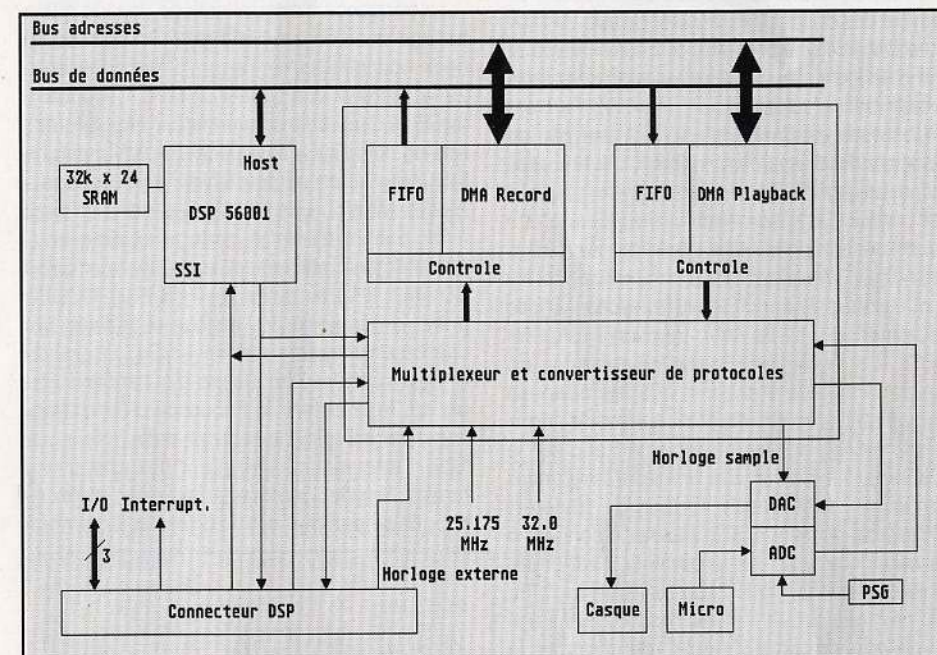 Bus adresses
Bus de données
Host
32k x 24
SRAM
DSP 56001
SSI
FIFO
DMA Record
Controle
FIFO
DMA Playback
Controle
Multiplexeur et convertisseur de protocoles
Horloge sample
I/O
Interrupt.
3
25.175
MHz
32.0
MHz
Horloge externe
DAC
ADC
PSG
Connecteur DSP
Casque
Micro